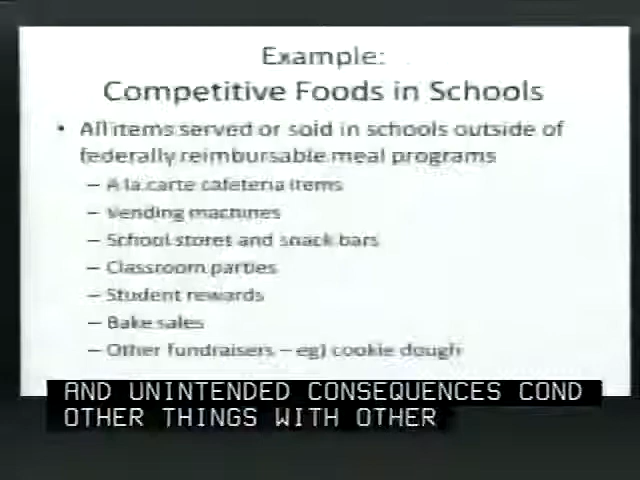 Example:
Competitive Foods in Schools
• All items served or sold in schools outside of
federally reimbursable meal programs
– A la carte cafeteria items
– Vending machines
– School stores and snack bars
– Classroom parties
– Student rewards
– Bake sales
– Other fundraisers – eg) cookie dough
AND UNINTENDED CONSEQUENCES COND
OTHER THINGS WITH OTHER